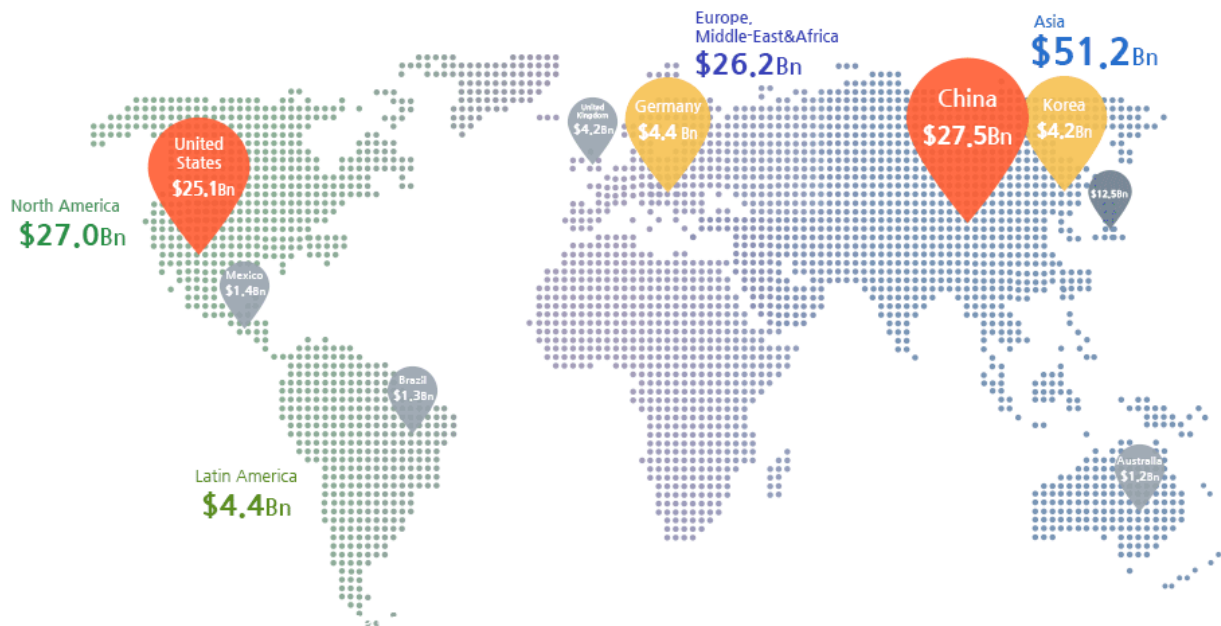 Europe,
Middle-East&Africa
$26.2Bn
Asia
$51.2Bn
United
Kingdom
$4.2Bn
Germany
$4.4 Bn
China
$27.5Bn
Korea
$4.2Bn
United
States
$25.1Bn
$12.5Bn
North America
$27.0Bn
Mexico
$1.4Bn
Brazil
$1.3Bn
Latin America
$4.4Bn
Australia
$1.2Bn